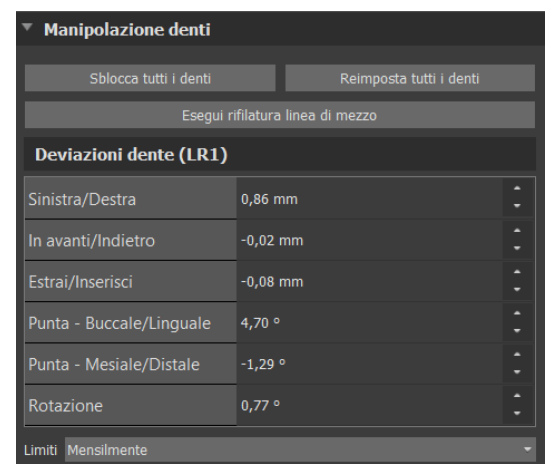 Manipolazione denti
Sblocca tutti i denti Reimposta tutti i denti
Esegui rifilatura linea di mezzo
Deviazioni dente (LR1)
Sinistra/Destra 0,86 mm
In avanti/Indietro -0,02 mm
Estrai/Inserisci -0,08 mm
Punta - Buccale/Linguale 4,70 º
Punta - Mesiale/Distale -1,29 º
Rotazione 0,77 º
Limiti Mensilmente